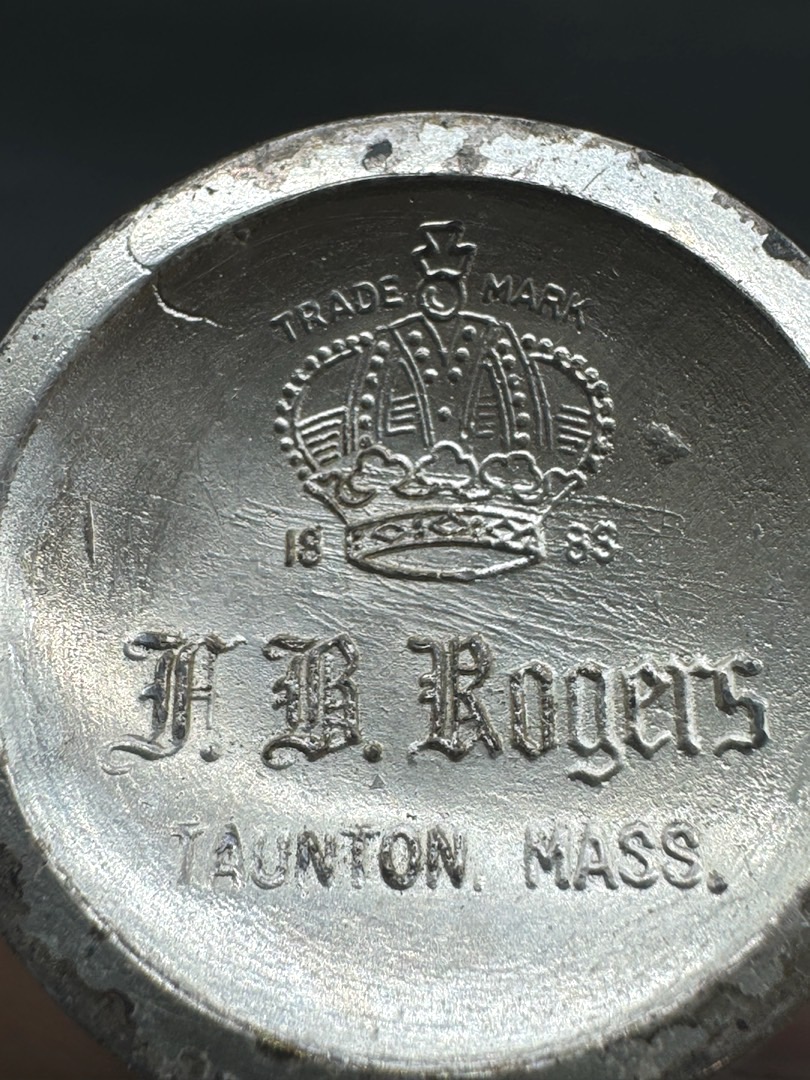 TRADE MARK
18 83
F. B. Rogers
TAUNTON, MASS.